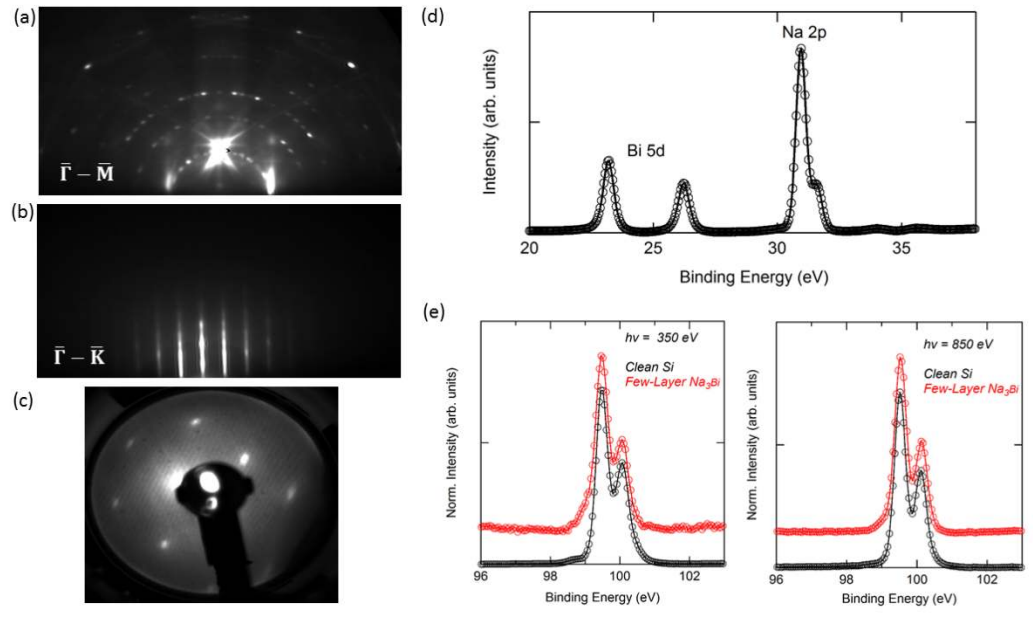 (a)
Γ̅ – M̅
(b)
Γ̅ – K̅
(c)
(d)
Intensity (arb. units)
Na 2p
Bi 5d
20 25 30 35
Binding Energy (eV)
(e)
Norm. Intensity (arb. units)
hν = 350 eV
Clean Si
Few-Layer Na₃Bi
96 98 100 102
Binding Energy (eV)
Norm. Intensity (arb. units)
hν = 850 eV
Clean Si
Few-Layer Na₃Bi
96 98 100 102
Binding Energy (eV)